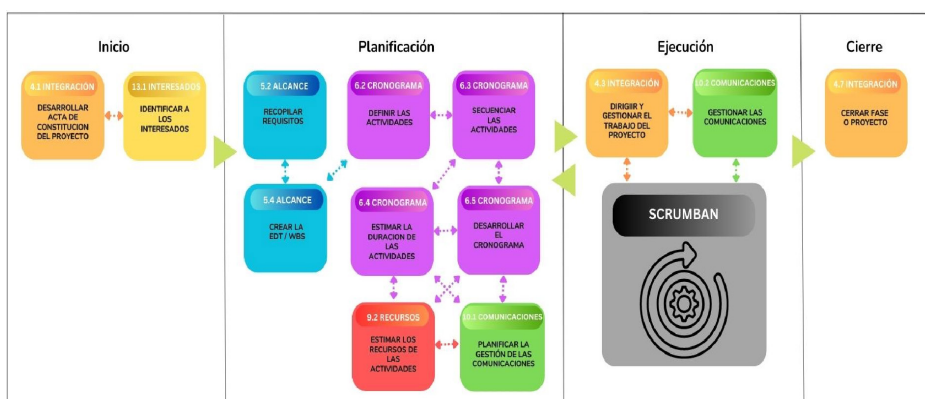 Inicio
Planificación
Ejecución
Cierre
4.1 INTEGRACIÓN
DESARROLLAR
ACTA DE
CONSTITUCION
DEL PROYECTO
13.1 INTERESADOS
IDENTIFICAR A
LOS
INTERESADOS
5.2 ALCANCE
RECOPILAR
REQUISITOS
6.2 CRONOGRAMA
DEFINIR LAS
ACTIVIDADES
6.3 CRONOGRAMA
SECUENCIAR
LAS
ACTIVIDADES
4.3 INTEGRACIÓN
DIRIGIR Y
GESTIONAR EL
TRABAJO DEL
PROYECTO
10.2 COMUNICACIONES
GESTIONAR LAS
COMUNICACIONES
4.7 INTEGRACIÓN
CERRAR FASE
O PROYECTO
5.4 ALCANCE
CREAR LA
EDT / WBS
6.4 CRONOGRAMA
ESTIMAR LA
DURACION DE
LAS
ACTIVIDADES
6.5 CRONOGRAMA
DESARROLLAR
EL
CRONOGRAMA
SCRUMBAN
9.2 RECURSOS
ESTIMAR LOS
RECURSOS DE
LAS
ACTIVIDADES
10.1 COMUNICACIONES
PLANIFICAR LA
GESTIÓN DE LAS
COMUNICACIONES